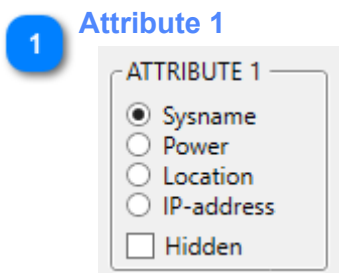 Attribute 1
1
ATTRIBUTE 1
Sysname
Power
Location
IP-address
Hidden